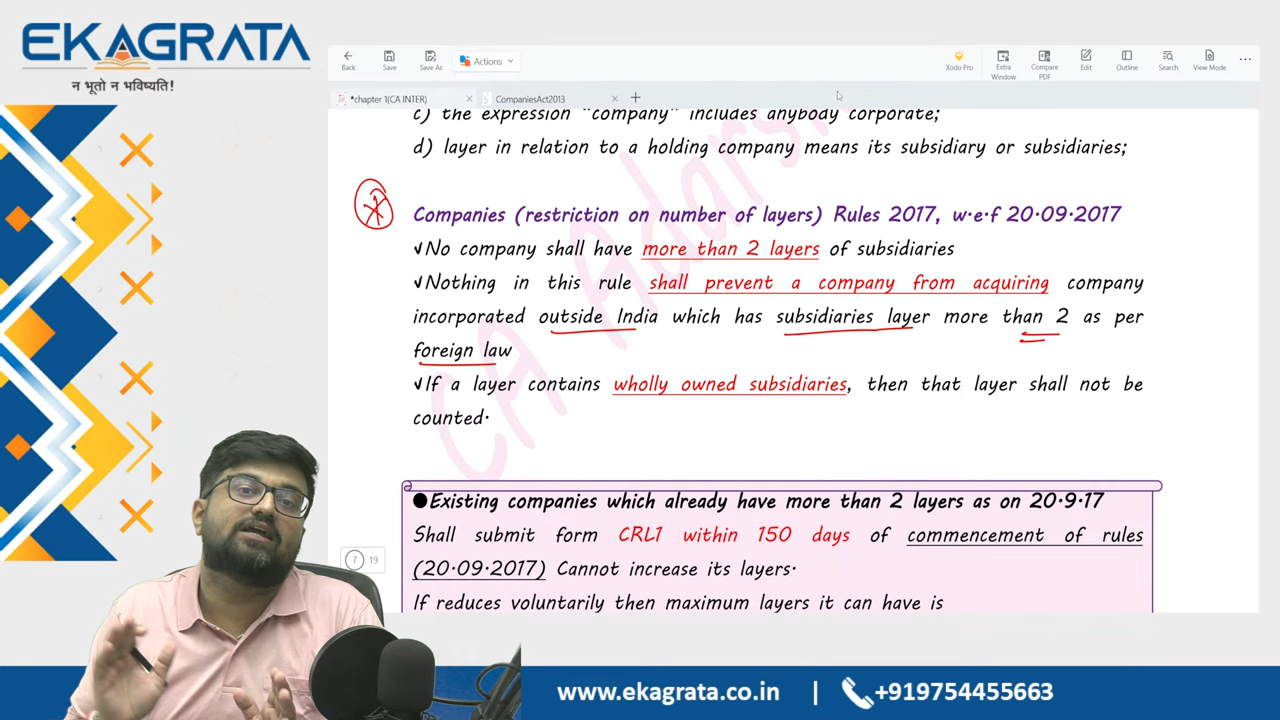 EKAGRATA
न भूतो न भविष्यति!
Back
Save
Save As
Actions
Xodo Pro
Extra Window
Compare PDF
Edit
Outline
Search
View Mode
*chapter 1(CA INTER)
CompaniesAct2013
c) the expression "company" includes anybody corporate;
d) layer in relation to a holding company means its subsidiary or subsidiaries;
Companies (restriction on number of layers) Rules 2017, w.e.f 20.09.2017
✓No company shall have more than 2 layers of subsidiaries
✓Nothing in this rule shall prevent a company from acquiring company
incorporated outside India which has subsidiaries layer more than 2 as per
foreign law
✓If a layer contains wholly owned subsidiaries, then that layer shall not be
counted.
CA Adars
●Existing companies which already have more than 2 layers as on 20.9.17
Shall submit form CRL1 within 150 days of commencement of rules
(20.09.2017) Cannot increase its layers.
If reduces voluntarily then maximum layers it can have is
7 19
www.ekagrata.co.in | +919754455663